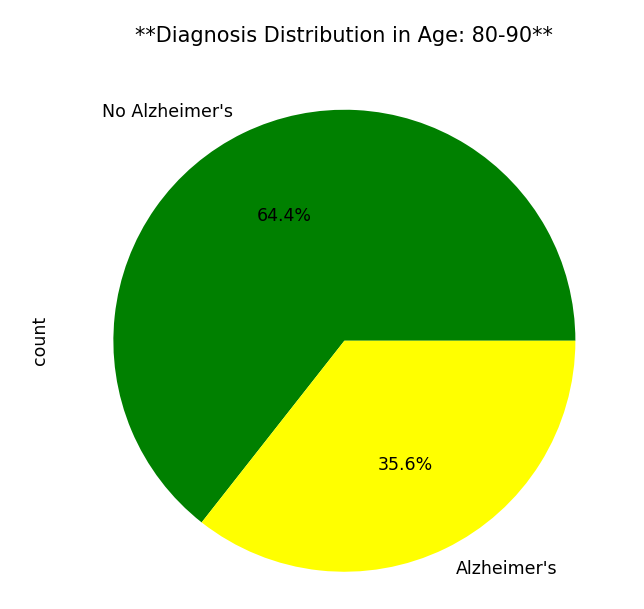 **Diagnosis Distribution in Age: 80-90**
No Alzheimer's
64.4%
count
35.6%
Alzheimer's